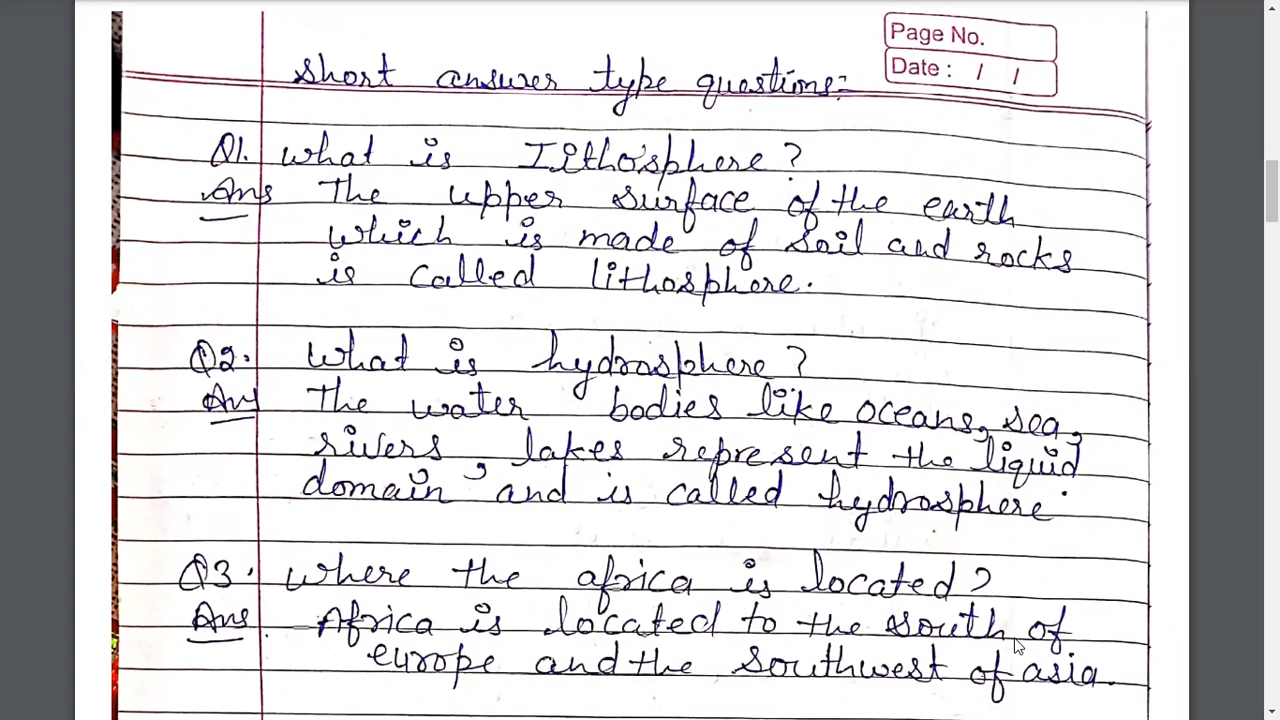 Page No.
Date : / /
Short answer type questions:-
Q1. What is Lithosphere?
Ans The upper surface of the earth
which is made of soil and rocks
is called lithosphere.
Q2. What is hydrosphere?
Ans The water bodies like oceans, sea,
rivers, lakes represent the liquid
domain and is called hydrosphere.
Q3. Where the africa is located?
Ans Africa is located to the south of
europe and the southwest of asia.